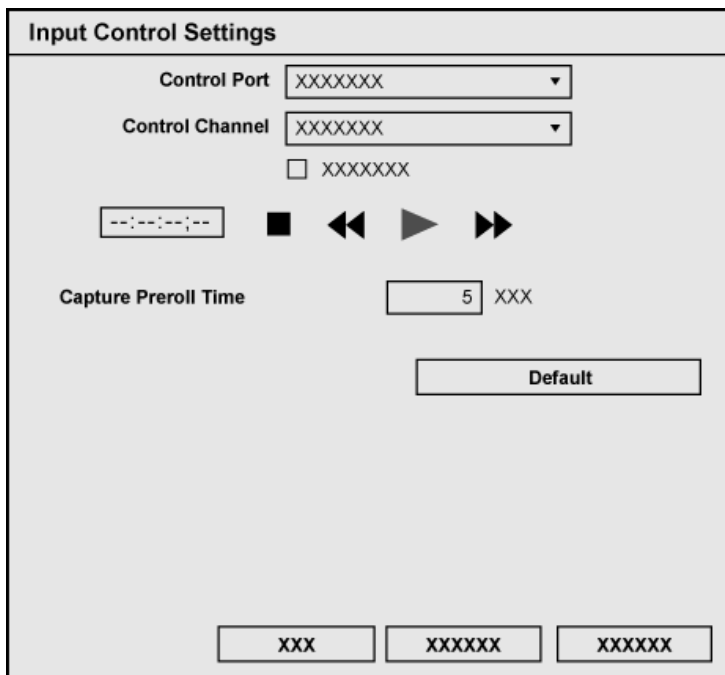 Input Control Settings
Control Port XXXXXXX
Control Channel XXXXXXX
XXXXXXX
--:--:--;--
Capture Preroll Time 5 XXX
Default
XXX XXXXXX XXXXXX